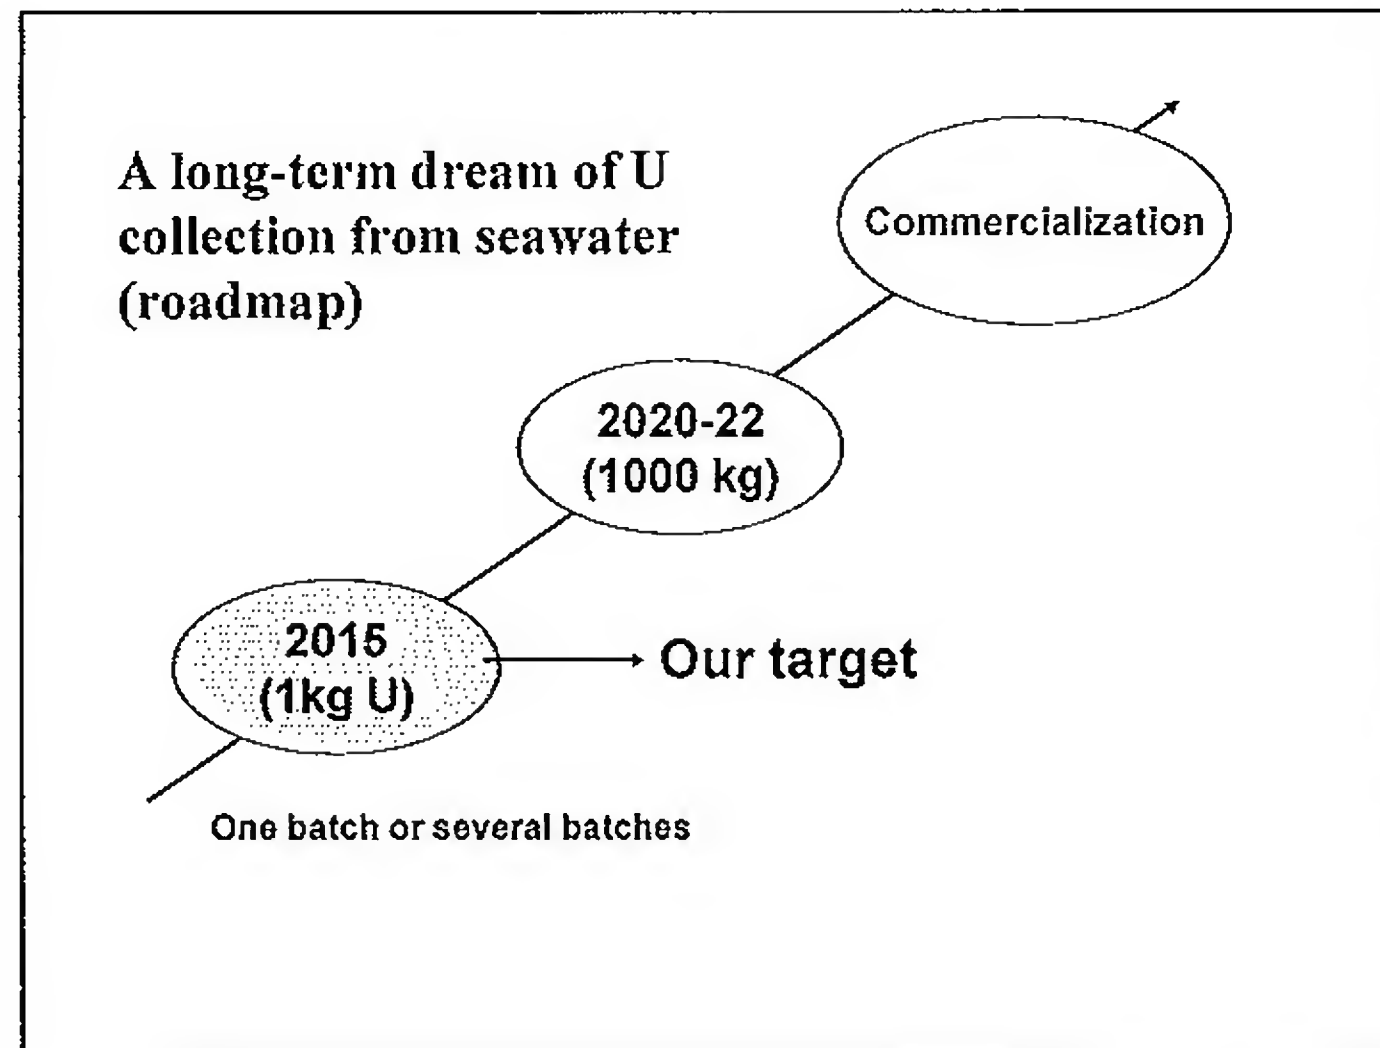 A long-term dream of U
collection from seawater
(roadmap)
Commercialization
2020-22
(1000 kg)
2015
(1kg U)
Our target
One batch or several batches